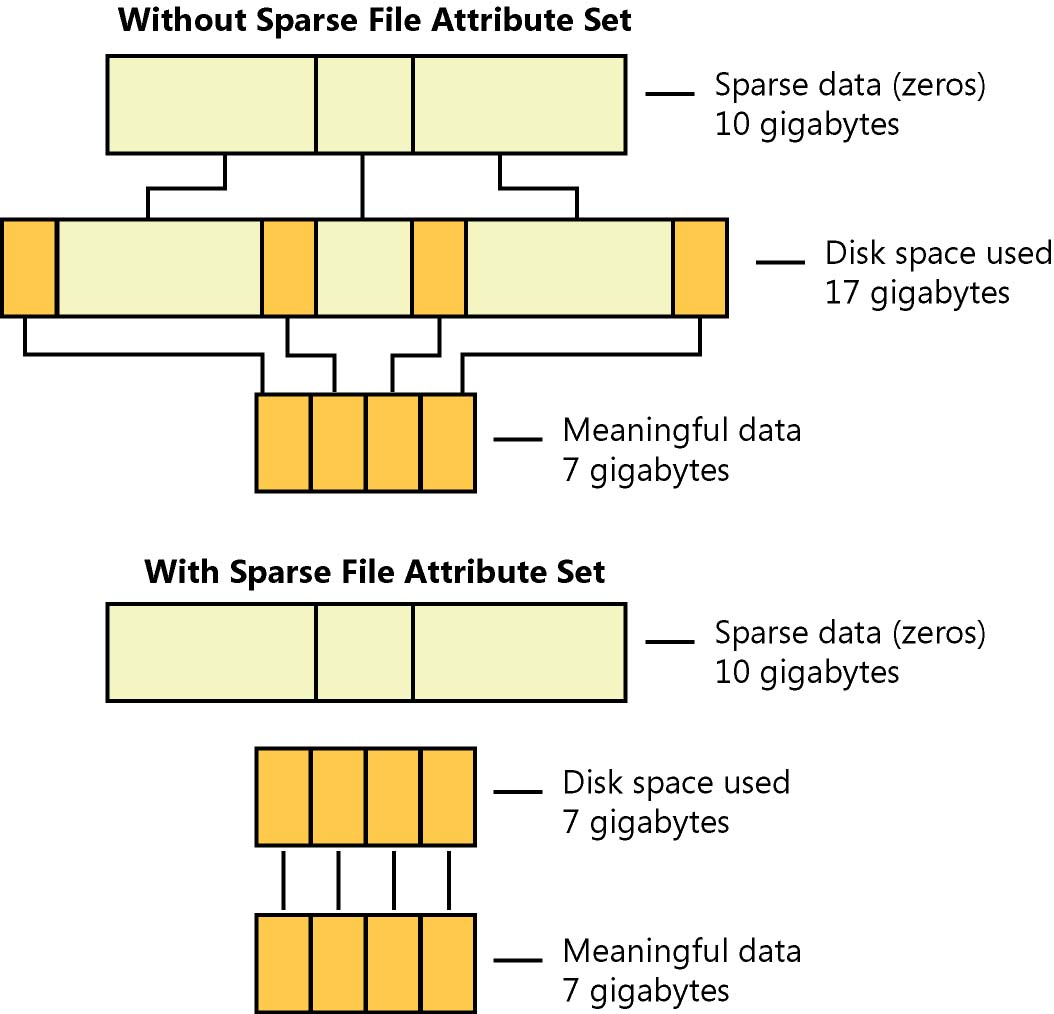 Without Sparse File Attribute Set
Sparse data (zeros)
10 gigabytes
Disk space used
17 gigabytes
Meaningful data
7 gigabytes
With Sparse File Attribute Set
Sparse data (zeros)
10 gigabytes
Disk space used
7 gigabytes
Meaningful data
7 gigabytes